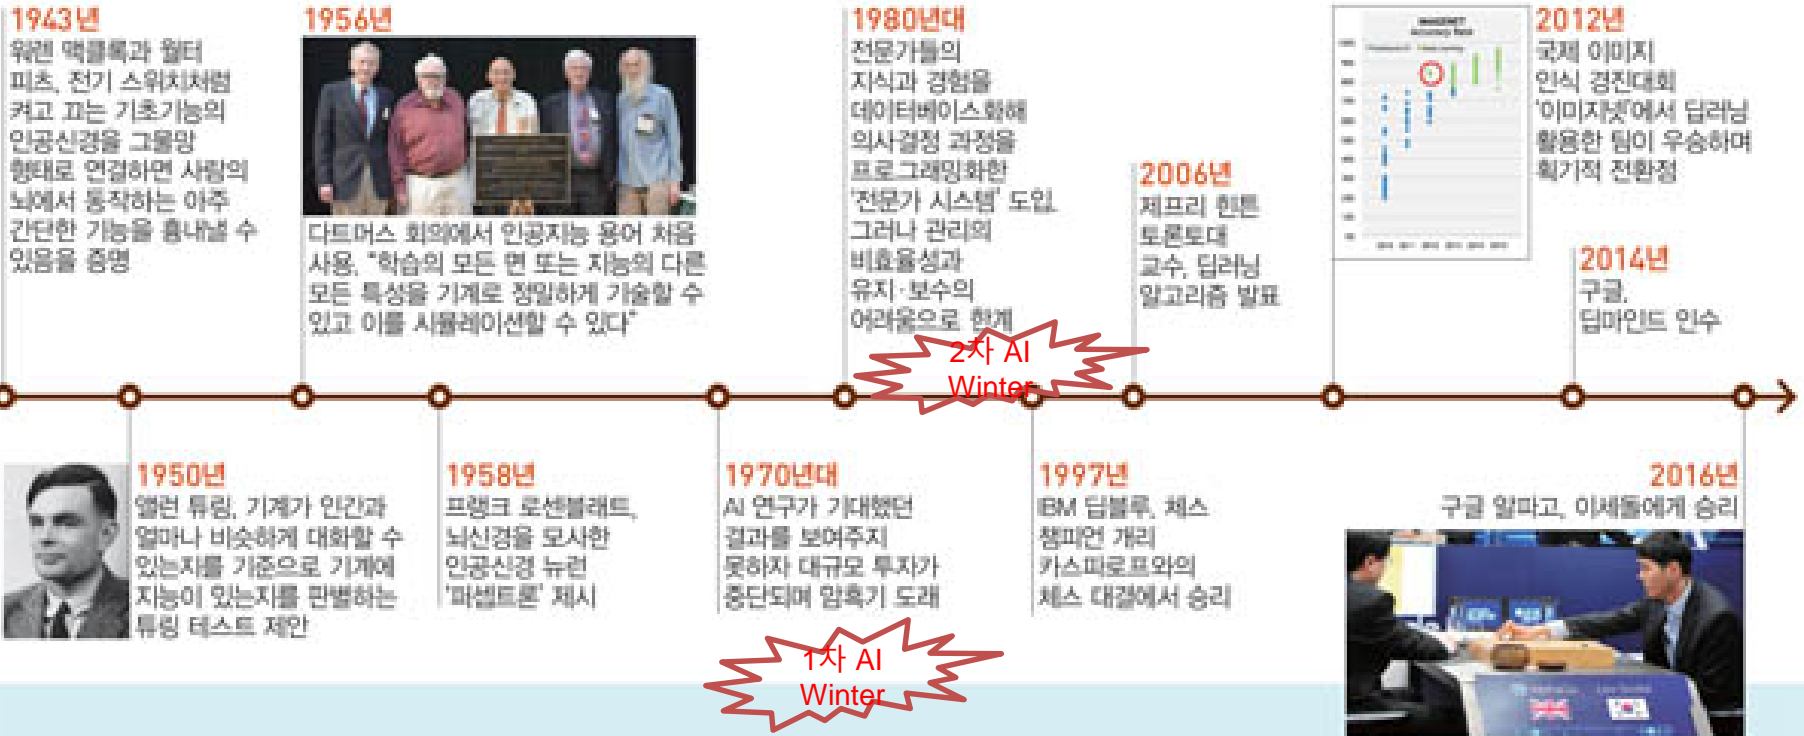 1943년
워렌 맥클록과 월터
피츠, 전기 스위치처럼
켜고 끄는 기초기능의
인공신경을 그물망
형태로 연결하면 사람의
뇌에서 동작하는 아주
간단한 기능을 흉내낼 수
있음을 증명
1956년
다트머스 회의에서 인공지능 용어 처음
사용. "학습의 모든 면 또는 지능의 다른
모든 특성을 기계로 정밀하게 기술할 수
있고 이를 시뮬레이션할 수 있다"
1980년대
전문가들의
지식과 경험을
데이터베이스화해
의사결정 과정을
프로그래밍화한
'전문가 시스템' 도입.
그러나 관리의
비효율성과
유지·보수의
어려움으로 한계
2차 AI
Winter
2006년
제프리 힌튼
토론토대
교수, 딥러닝
알고리즘 발표
IMAGENET
Accuracy Rate
2012년
국제 이미지
인식 경진대회
'이미지넷'에서 딥러닝
활용한 팀이 우승하며
획기적 전환점
2014년
구글,
딥마인드 인수
1950년
앨런 튜링, 기계가 인간과
얼마나 비슷하게 대화할 수
있는지를 기준으로 기계에
지능이 있는지를 판별하는
튜링 테스트 제안
1958년
프랭크 로센블래트,
뇌신경을 모사한
인공신경 뉴런
'퍼셉트론' 제시
1970년대
AI 연구가 기대했던
결과를 보여주지
못하자 대규모 투자가
중단되며 암흑기 도래
1차 AI
Winter
1997년
IBM 딥블루, 체스
챔피언 개리
카스파로프와의
체스 대결에서 승리
2016년
구글 알파고, 이세돌에게 승리